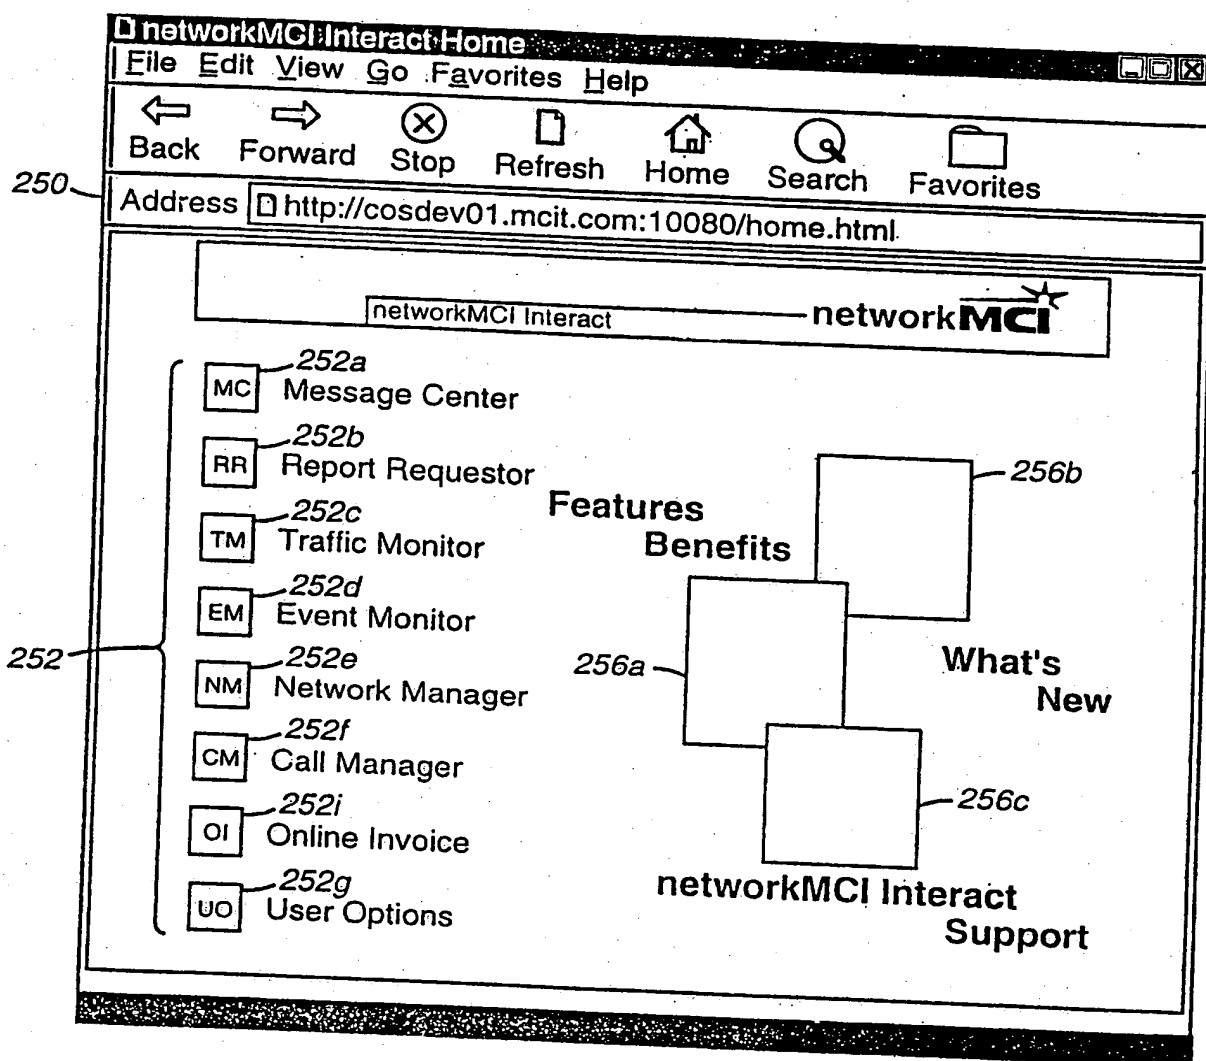 networkMCI Interact Home
File Edit View Go Favorites Help
Back Forward Stop Refresh Home Search Favorites
250
Address http://cosdev01.mcit.com:10080/home.html
networkMCI Interact
networkMCI
252
MC 252a Message Center
RR 252b Report Requestor
TM 252c Traffic Monitor
EM 252d Event Monitor
NM 252e Network Manager
CM 252f Call Manager
OI 252i Online Invoice
UO 252g User Options
Features
Benefits
256b
256a
What's
New
256c
networkMCI Interact
Support